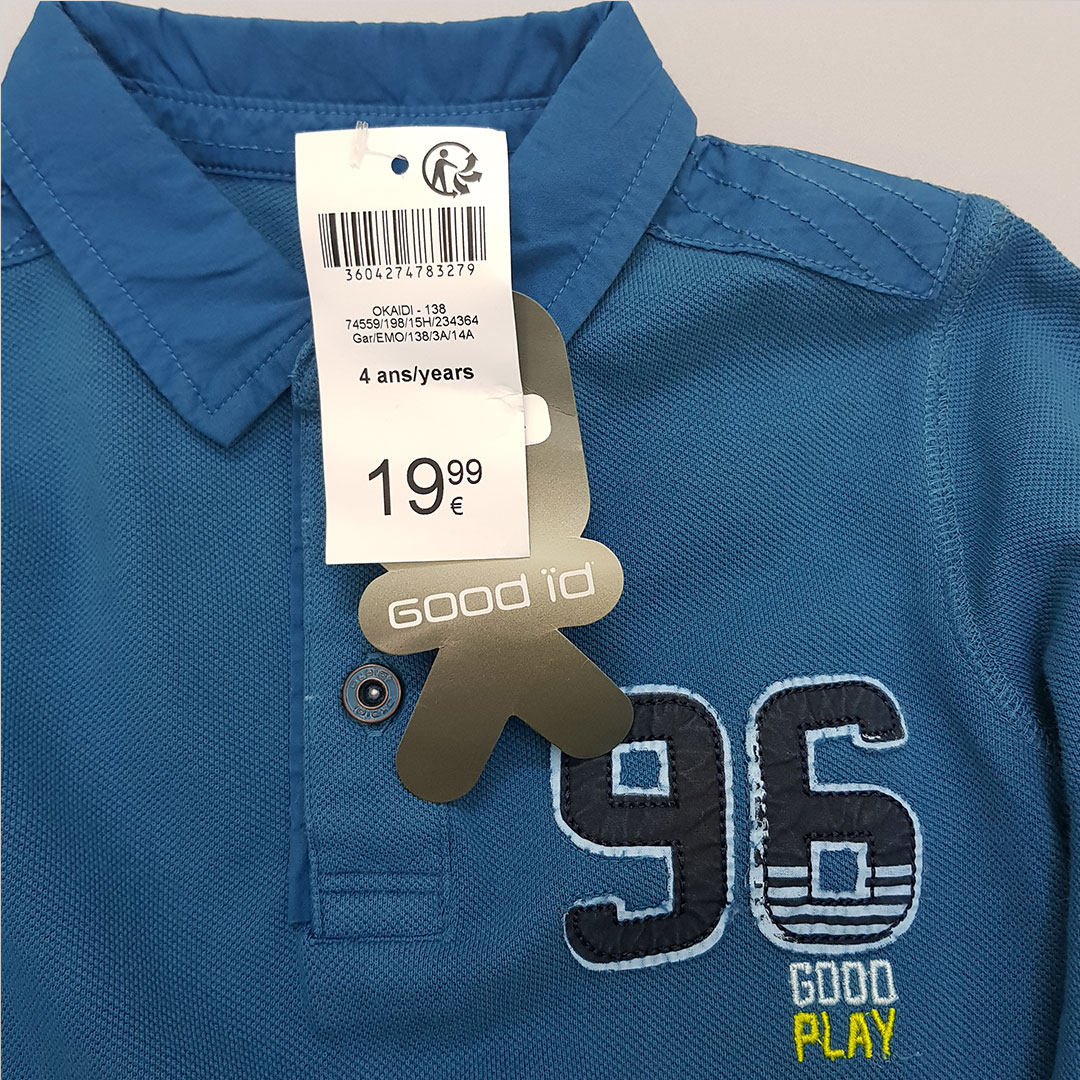 3604274783279
OKAIDI - 138
74559/198/15H/234364
Gar/EMO/138/3A/14A
4 ans/years
19 99
€
GOOD ïD
96
GOOD
PLAY